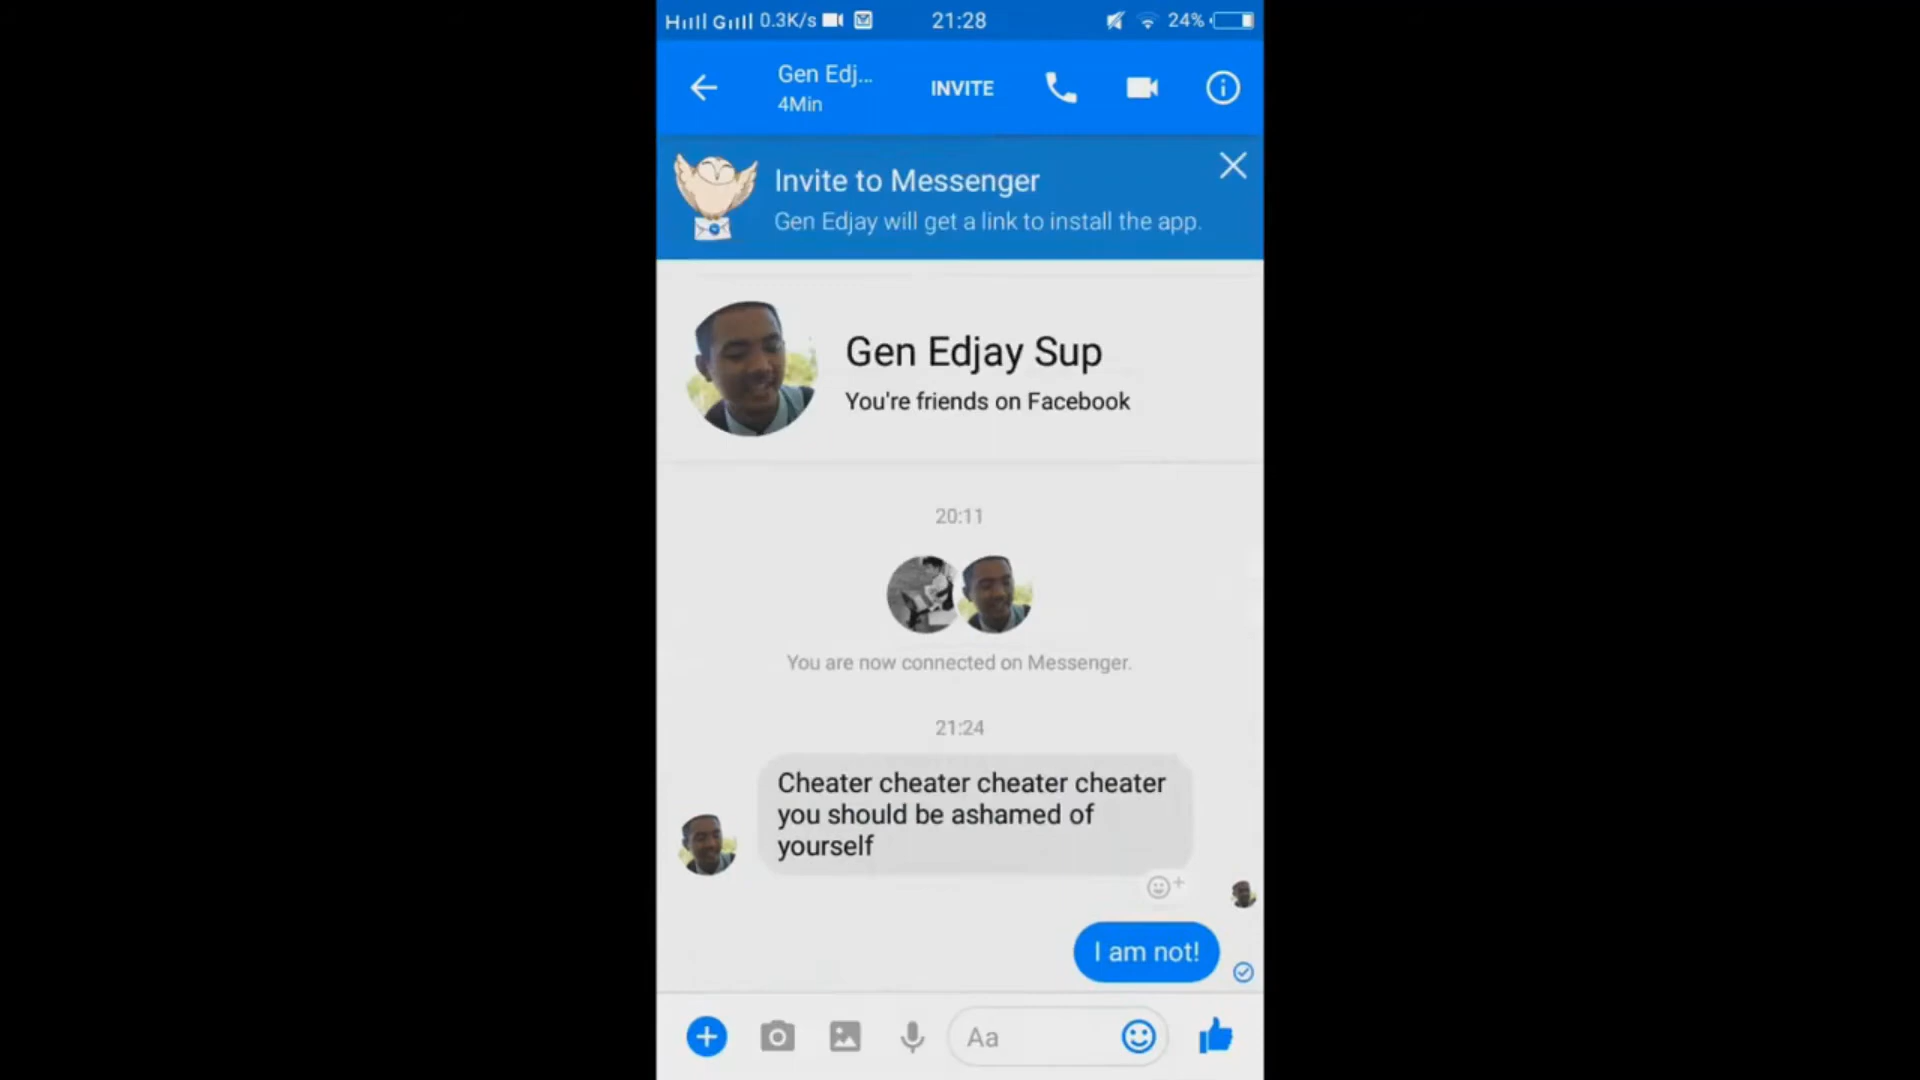 0.3K/s 21:28 24%
Gen Edj...
4Min
INVITE
Invite to Messenger
Gen Edjay will get a link to install the app.
Gen Edjay Sup
You're friends on Facebook
20:11
You are now connected on Messenger.
21:24
Cheater cheater cheater cheater
you should be ashamed of
yourself
I am not!
Aa